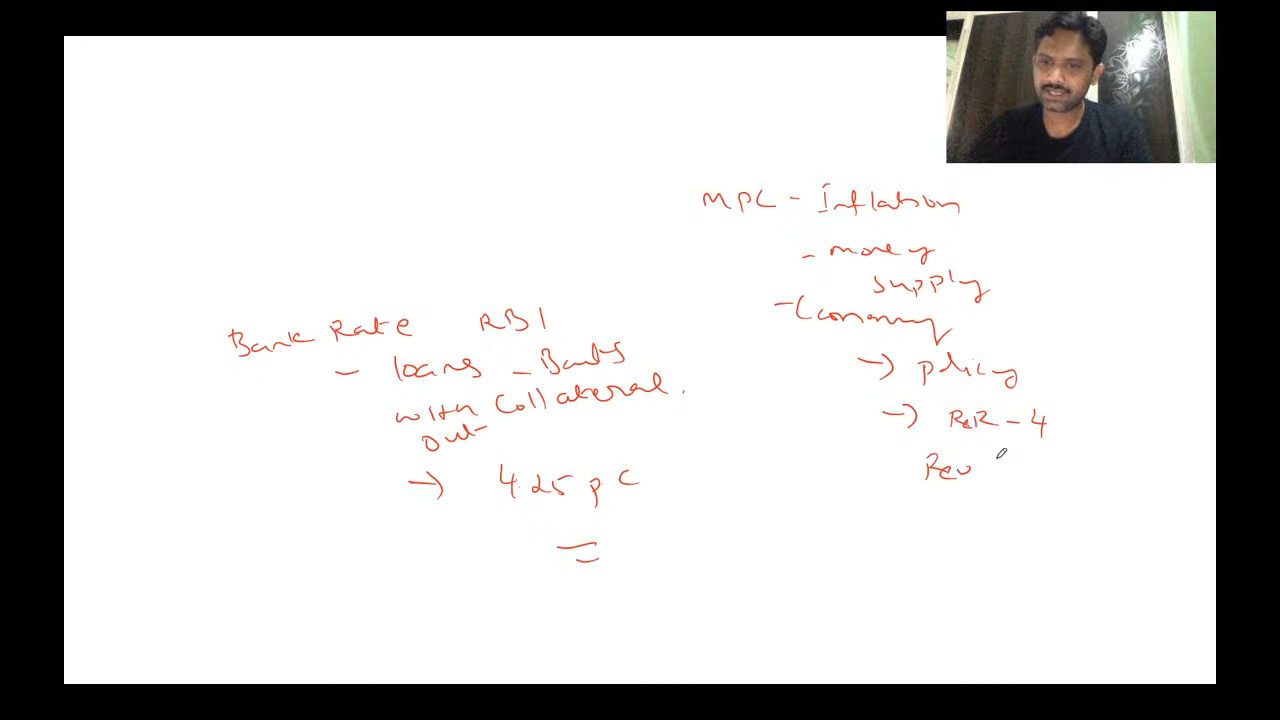 MPC - Inflation
- money
supply
- Economy
→ policy
→ RR - 4
Rev
Bank Rate RBI
- loans - Banks
with Collateral.
out
→ 4.25 pc